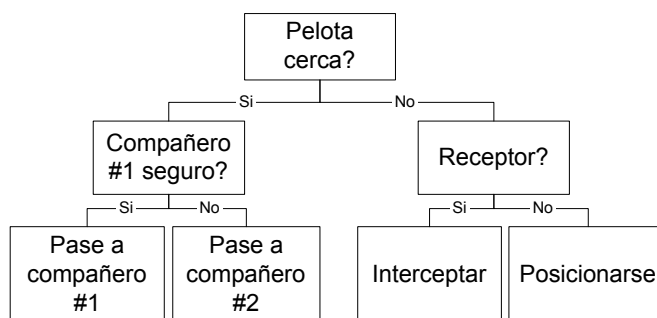 Pelota
cerca?
Si
No
Compañero
#1 seguro?
Receptor?
Si
No
Si
No
Pase a
compañero
#1
Pase a
compañero
#2
Interceptar
Posicionarse